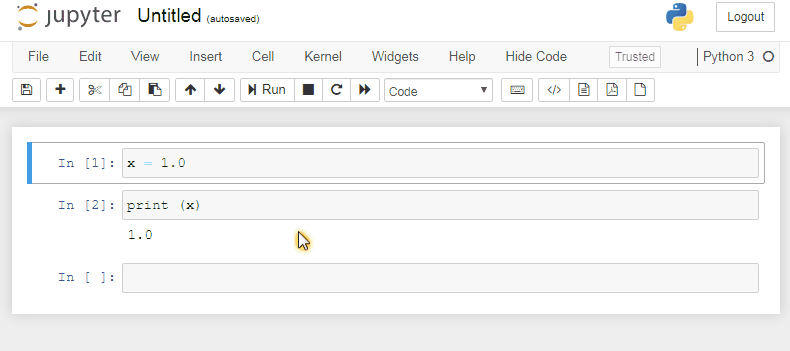 jupyter Untitled (autosaved) Logout
File Edit View Insert Cell Kernel Widgets Help Hide Code Trusted Python 3
Run Code </>
In [1]: x = 1.0
In [2]: print (x)
1.0
In [ ]: